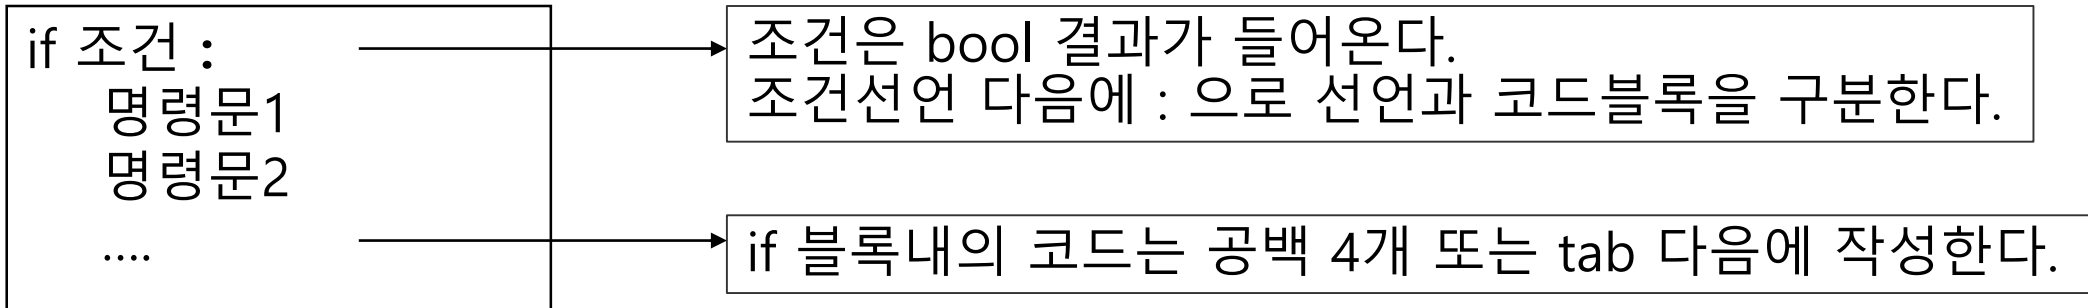 if 조건 :
명령문1
명령문2
....
조건은 bool 결과가 들어온다.
조건선언 다음에 : 으로 선언과 코드블록을 구분한다.
if 블록내의 코드는 공백 4개 또는 tab 다음에 작성한다.